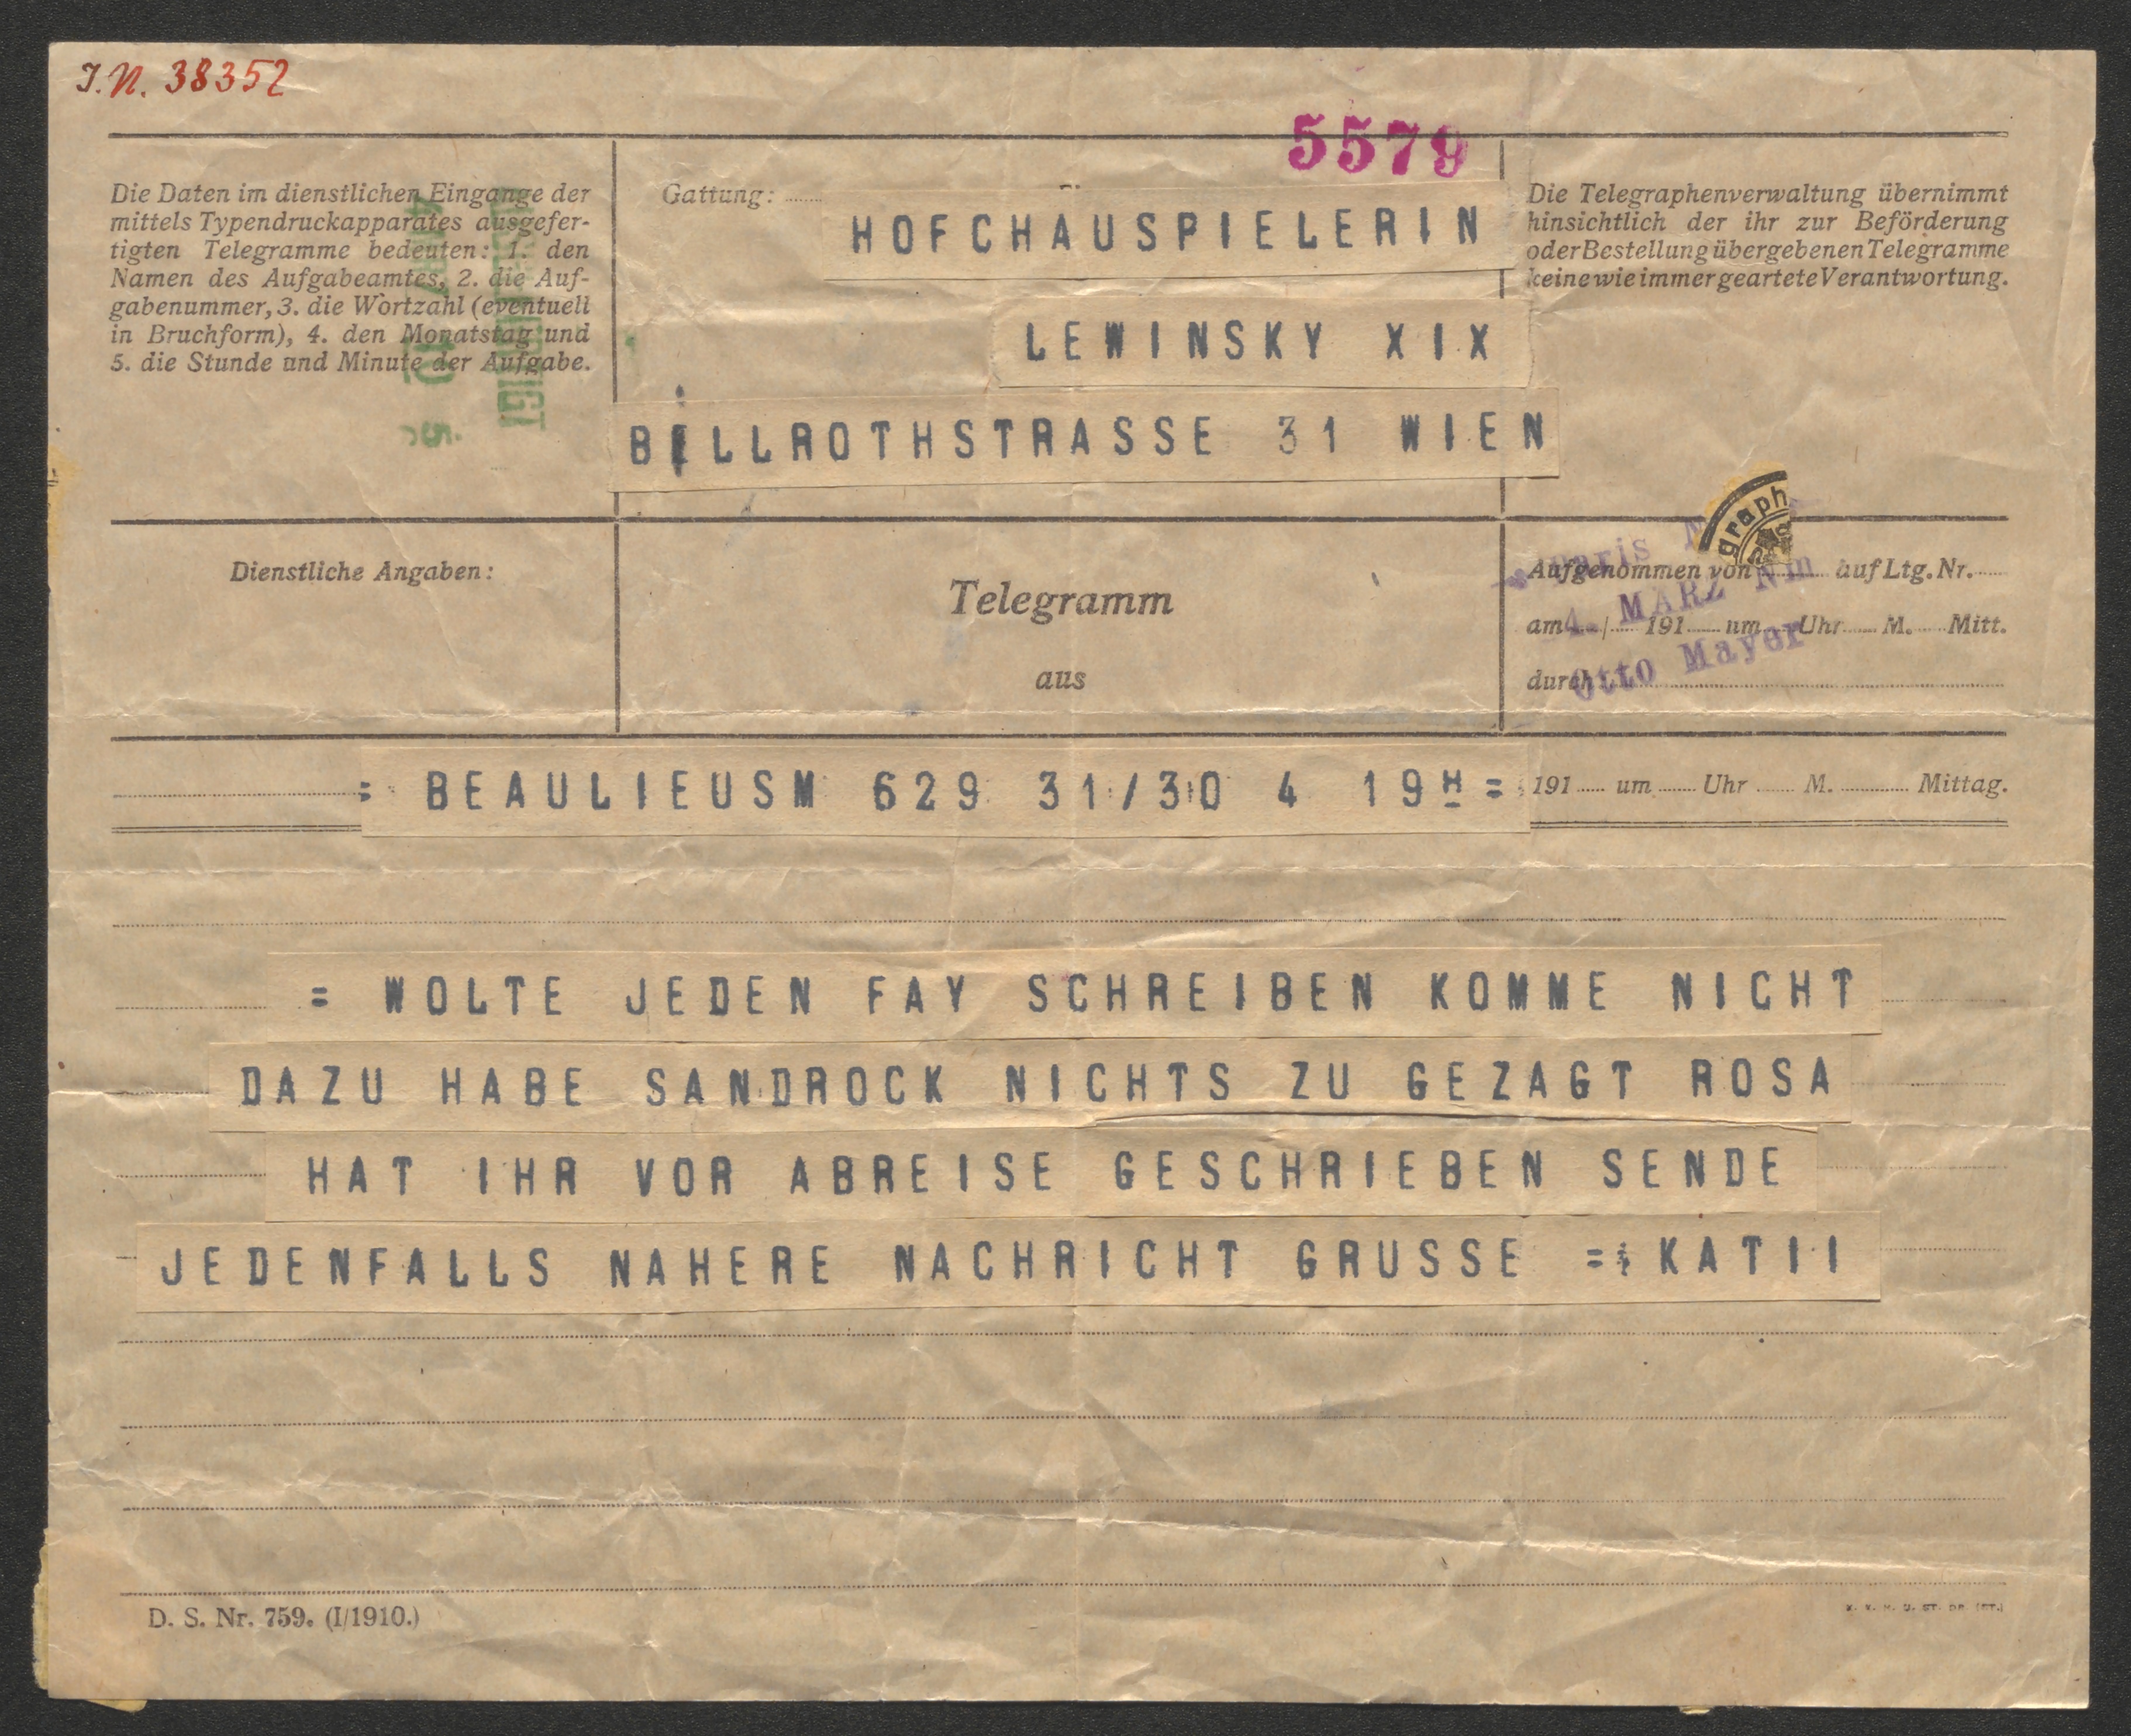 I.N. 38352
5579
Die Daten im dienstlichen Eingange der
mittels Typendruckapparates ausgefer-
tigten Telegramme bedeuten: 1. den
Namen des Aufgabeamtes, 2. die Auf-
gabenummer, 3. die Wortzahl (eventuell
in Bruchform), 4. den Monatstag und
5. die Stunde und Minute der Aufgabe.
Gattung:
HOFCHÄUSPIELERIN
LEWINSKY XIX
BILLROTHSTRASSE 31 WIEN
Die Telegraphenverwaltung übernimmt
hinsichtlich der ihr zur Beförderung
oder Bestellung übergebenen Telegramme
keine wie immer geartete Verantwortung.
Dienstliche Angaben:
Telegramm
aus
graph
Paris
Aufgenommen von auf Ltg. Nr.
4. MARZ Nm
am / 191 um Uhr M. Mitt.
Otto Mayer
durch
= BEAULIEUSM 629 31/30 4 19H =
191 um Uhr M. Mittag.
= WOLTE JEDEN FAY SCHREIBEN KOMME NICHT
DAZU HABE SANDROCK NICHTS ZU GEZAGT ROSA
HAT IHR VOR ABREISE GESCHRIEBEN SENDE
JEDENFALLS NAHERE NACHRICHT GRUSSE = KATII
D. S. Nr. 759. (I/1910.)